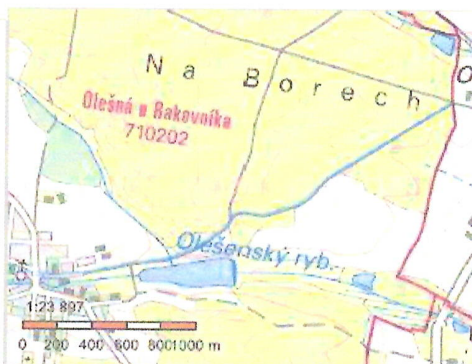 Na Borech
Olešná u Rakovníka
710202
Olešenský ryb.
1:23 897
0 200 400 600 800 1000 m